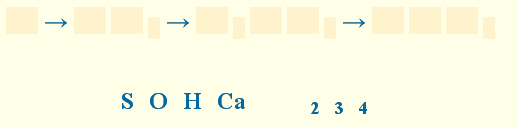 → → →
S O H Ca 2 3 4